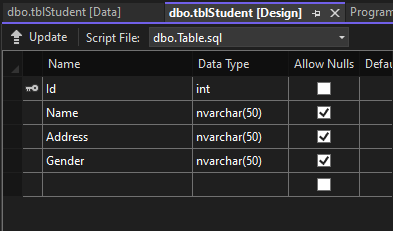 dbo.tblStudent [Data] dbo.tblStudent [Design] Program
Update Script File: dbo.Table.sql
Name Data Type Allow Nulls Defau
Id int
Name nvarchar(50)
Address nvarchar(50)
Gender nvarchar(50)